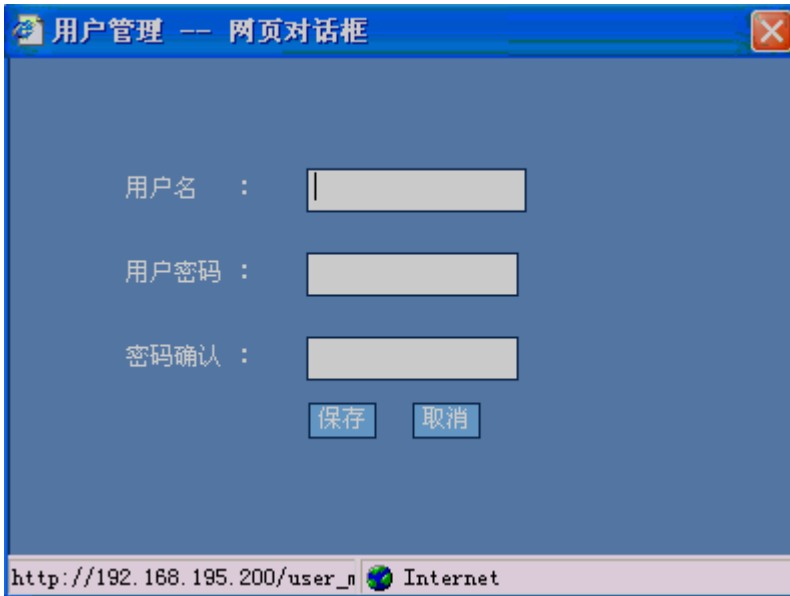 用户管理 -- 网页对话框
用户名 :
用户密码 :
密码确认 :
保存 取消
http://192.168.195.200/user_m Internet